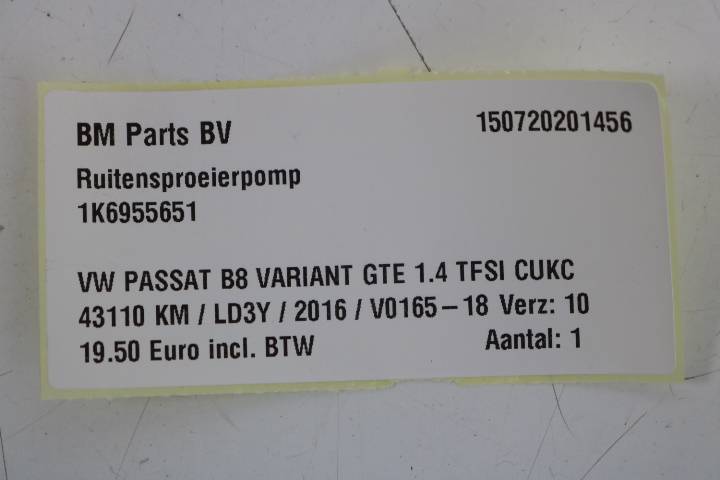 BM Parts BV 150720201456
Ruitensproeierpomp
1K6955651
VW PASSAT B8 VARIANT GTE 1.4 TFSI CUKC
43110 KM / LD3Y / 2016 / V0165-18 Verz: 10
19.50 Euro incl. BTW Aantal: 1